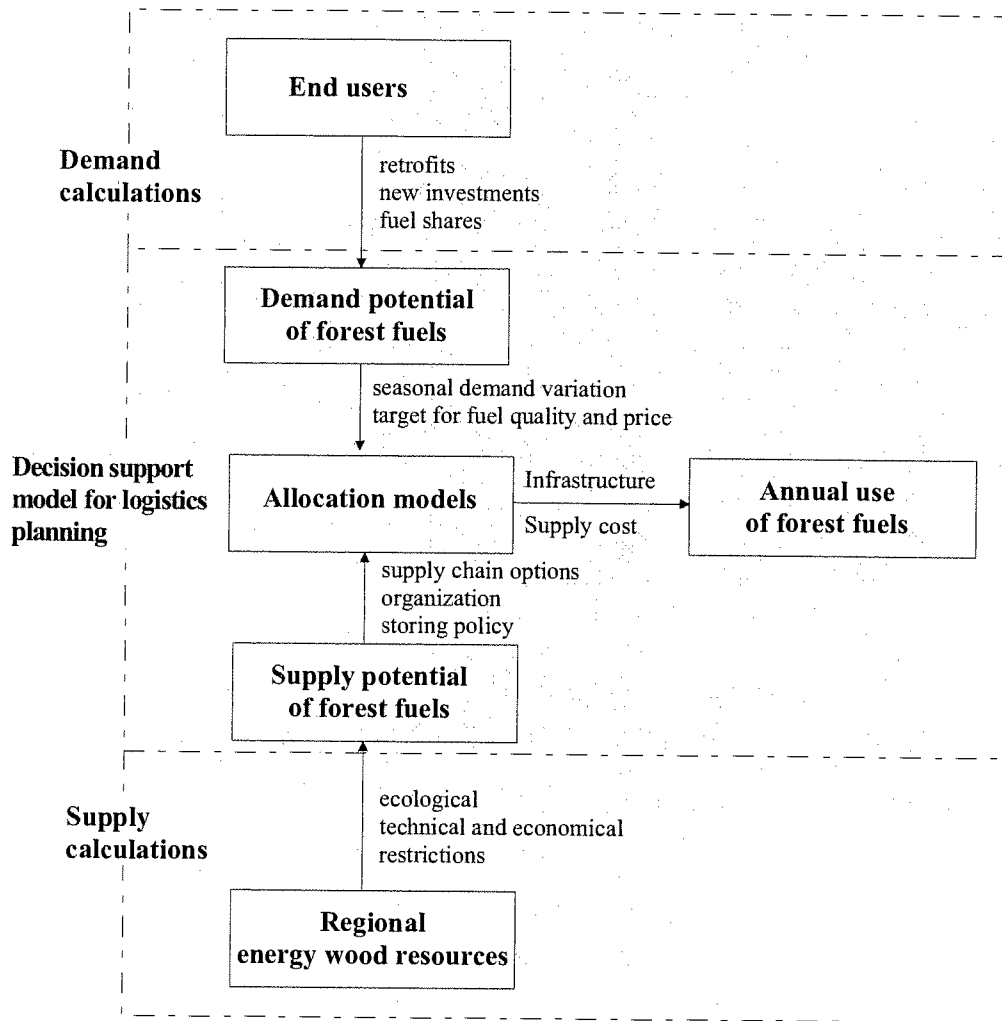 End users
Demand
calculations
retrofits
new investments
fuel shares
Demand potential
of forest fuels
seasonal demand variation
target for fuel quality and price
Decision support
model for logistics
planning
Allocation models
Infrastructure
Supply cost
Annual use
of forest fuels
supply chain options
organization
storing policy
Supply potential
of forest fuels
Supply
calculations
ecological
technical and economical
restrictions
Regional
energy wood resources